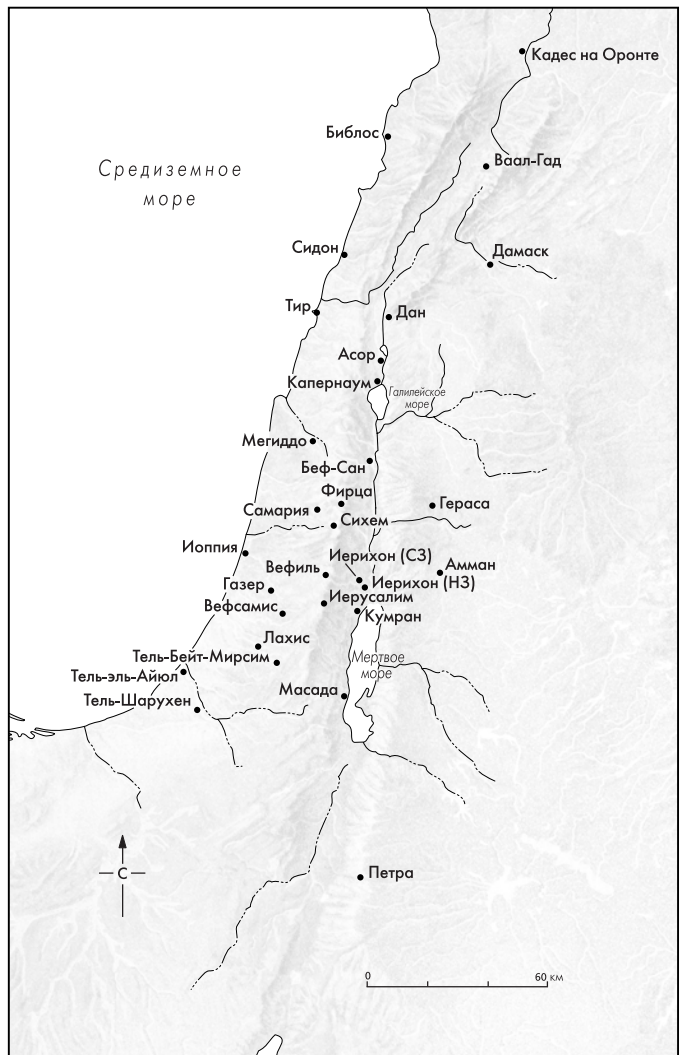 Кадес на Оронте
Библос
Средиземное
море
Ваал-Гад
Сидон
Дамаск
Тир
Дан
Асор
Капернаум
Галилейское
море
Мегиддо
Беф-Сан
Фирца
Самария
Гераса
Сихем
Иоппия
Иерихон (СЗ)
Вефиль
Амман
Газер
Иерихон (НЗ)
Иерусалим
Вефсамис
Кумран
Лахис
Тель-Бейт-Мирсим
Мертвое
море
Тель-эль-Айюл
Масада
Тель-Шарухен
С
Петра
0
60 км